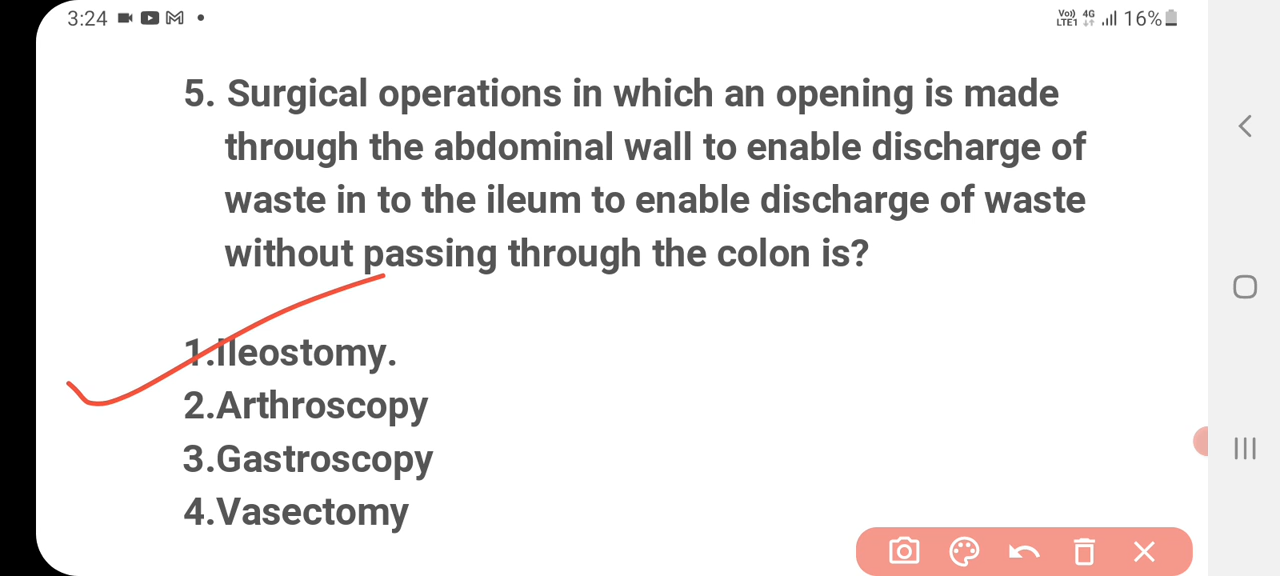 3:24
Vo)) 4G
LTE1 16%
5. Surgical operations in which an opening is made
through the abdominal wall to enable discharge of
waste in to the ileum to enable discharge of waste
without passing through the colon is?
1.Ileostomy.
2.Arthroscopy
3.Gastroscopy
4.Vasectomy